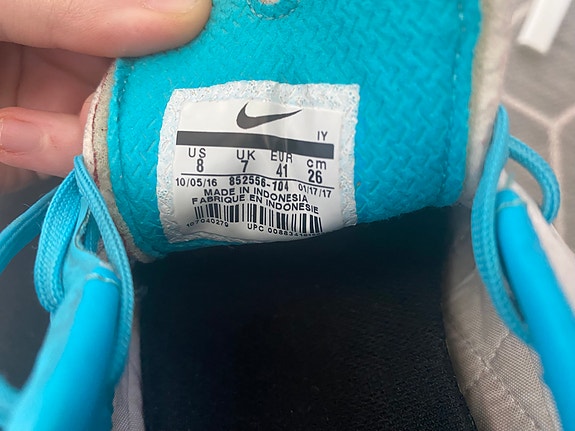 IY
US UK EUR cm
8 7 41 26
10/05/16 852556-104 01/17/17
MADE IN INDONESIA
FABRIQUE EN INDONESIE
UPC